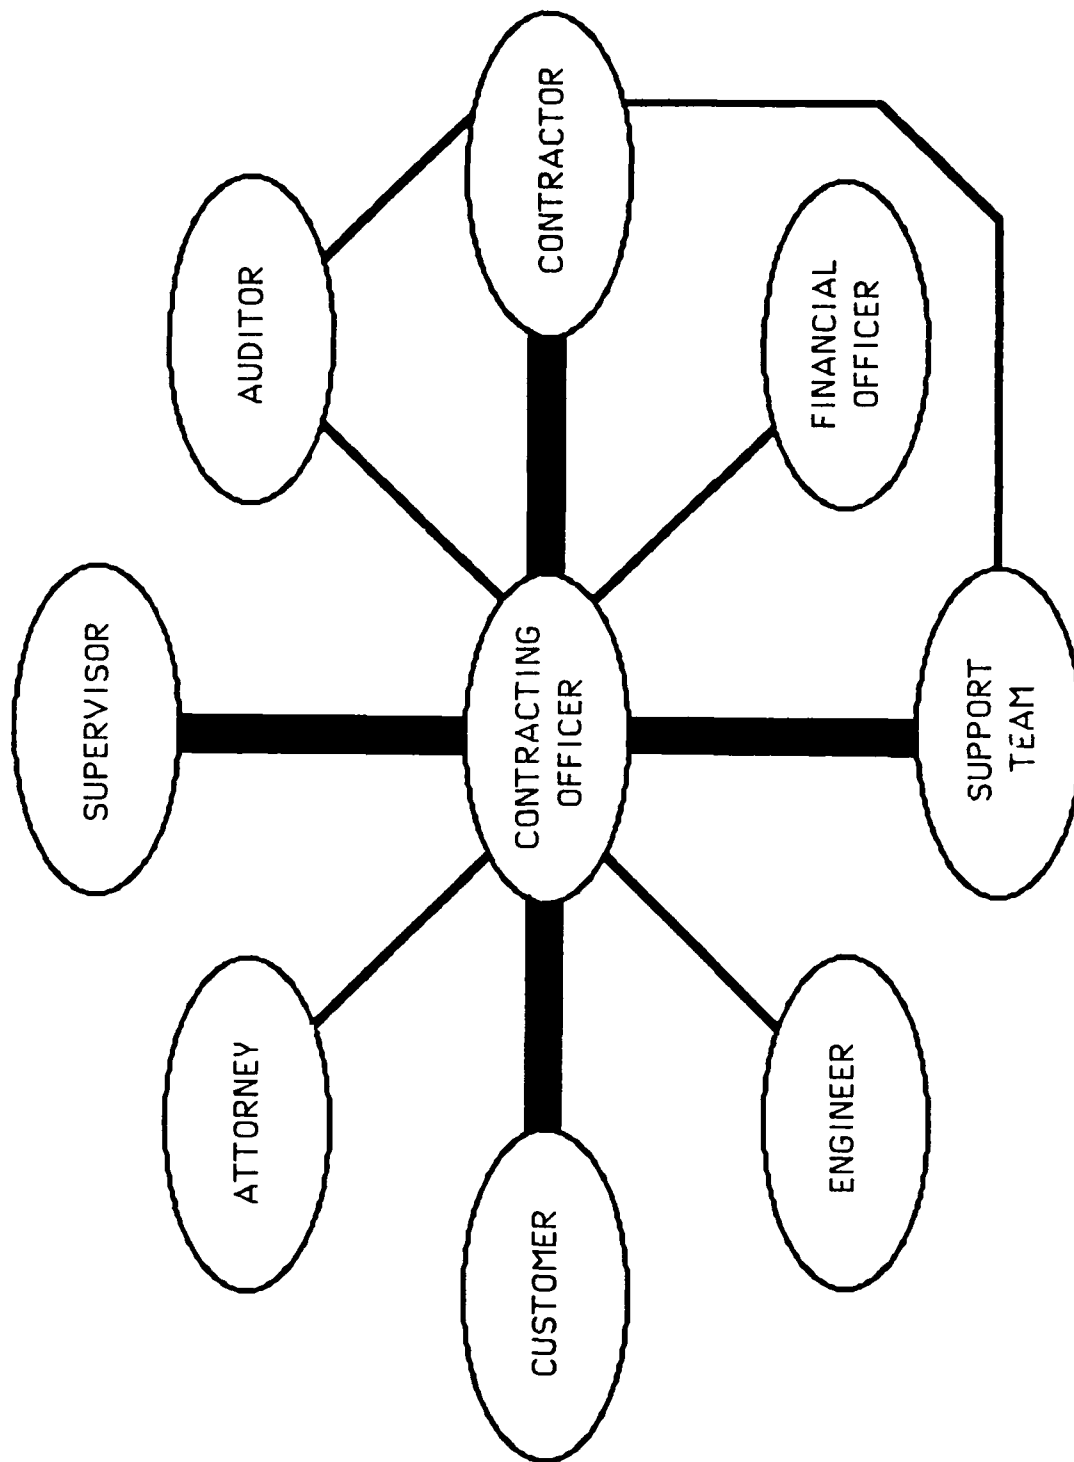 SUPERVISOR
ATTORNEY
AUDITOR
CUSTOMER
CONTRACTING
OFFICER
CONTRACTOR
ENGINEER
FINANCIAL
OFFICER
SUPPORT
TEAM